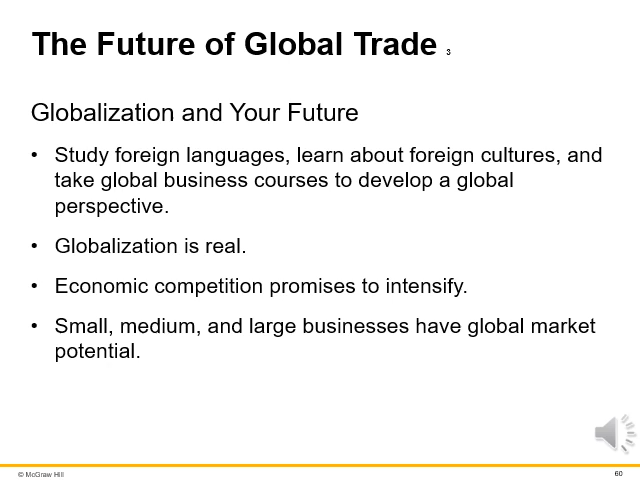 The Future of Global Trade 3
Globalization and Your Future
• Study foreign languages, learn about foreign cultures, and
take global business courses to develop a global
perspective.
• Globalization is real.
• Economic competition promises to intensify.
• Small, medium, and large businesses have global market
potential.
© McGraw Hill
60